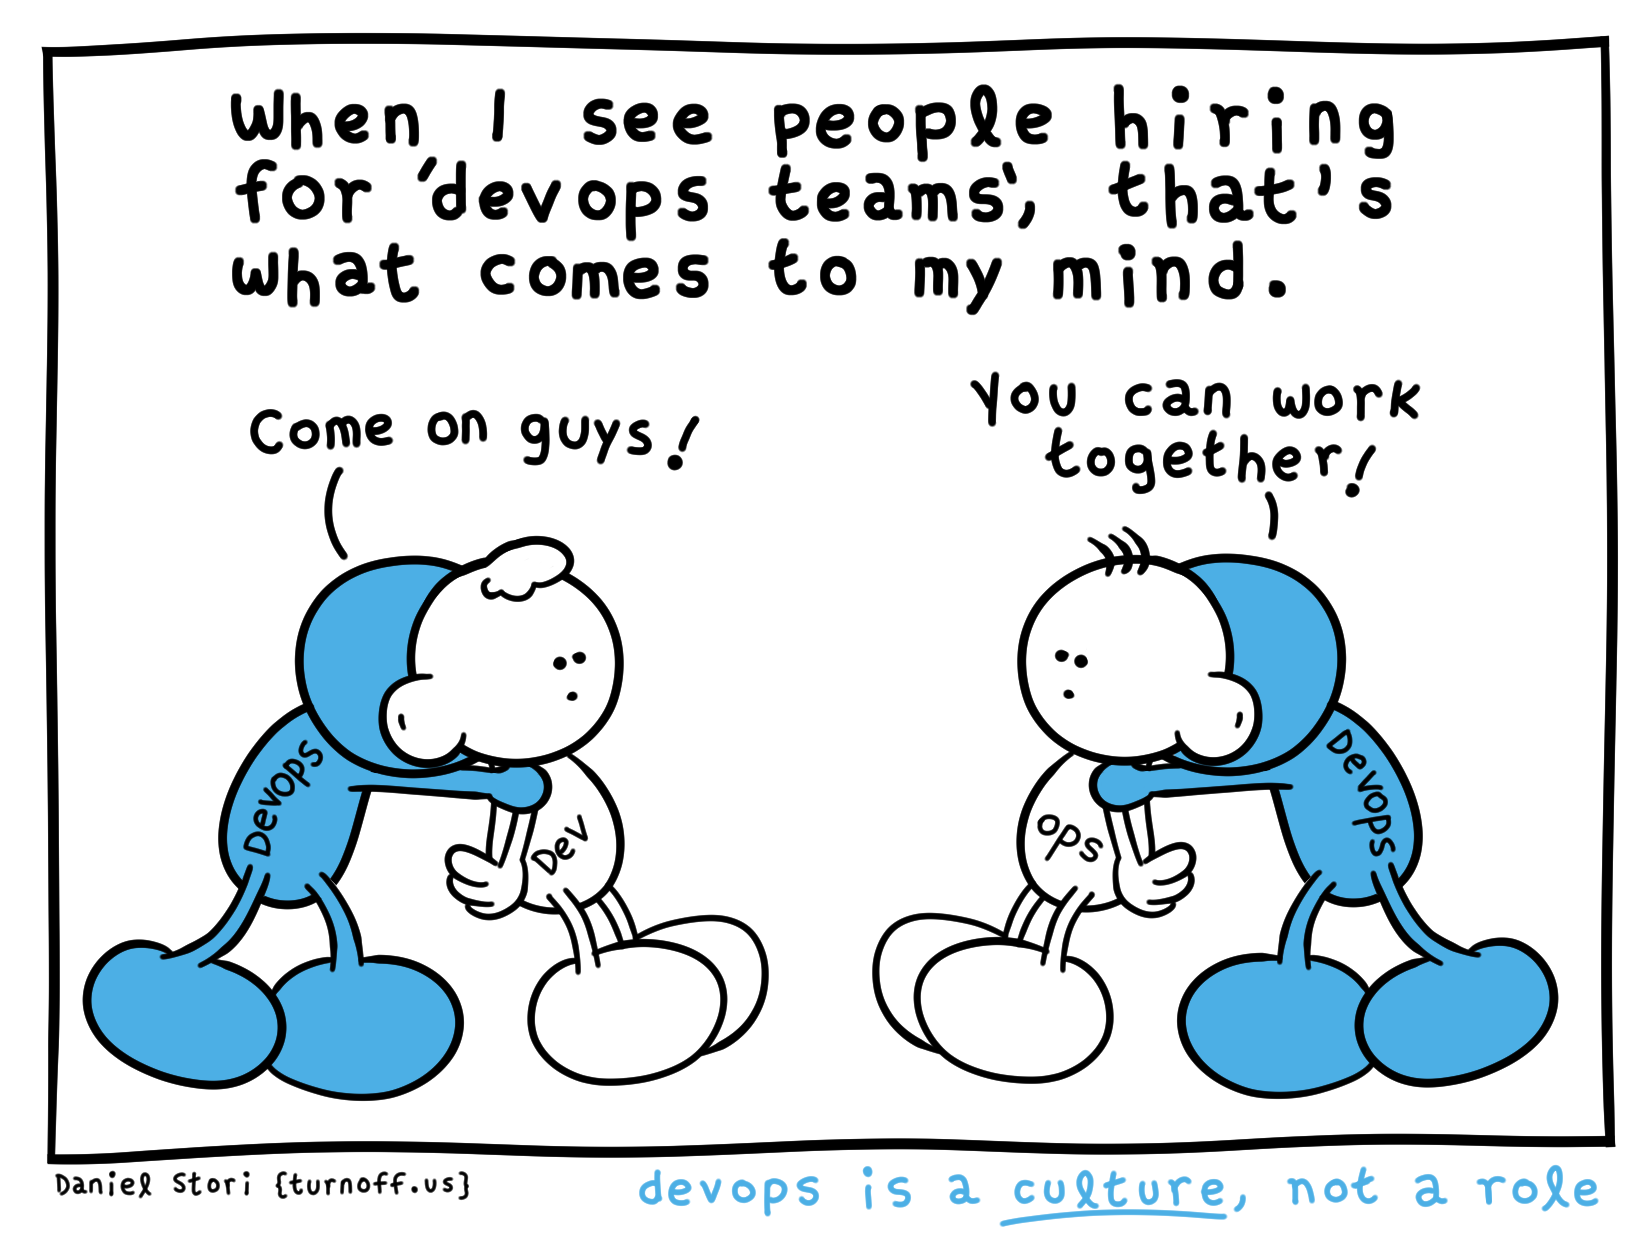 When I see people hiring
for 'devops teams', that's
what comes to my mind.
Come on guys!
You can work
together!
Devops
Dev
ops
Devops
Daniel Stori {turnoff.us}
devops is a culture, not a role